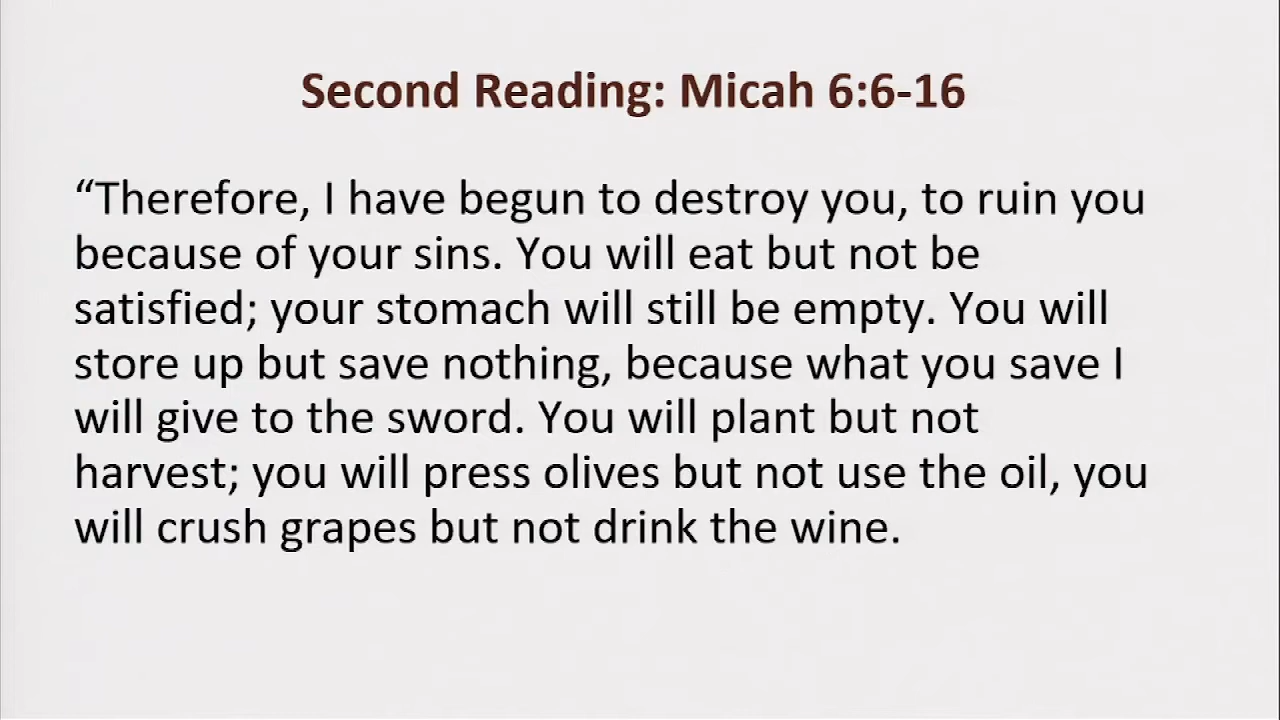 Second Reading: Micah 6:6-16
“Therefore, I have begun to destroy you, to ruin you
because of your sins. You will eat but not be
satisfied; your stomach will still be empty. You will
store up but save nothing, because what you save I
will give to the sword. You will plant but not
harvest; you will press olives but not use the oil, you
will crush grapes but not drink the wine.